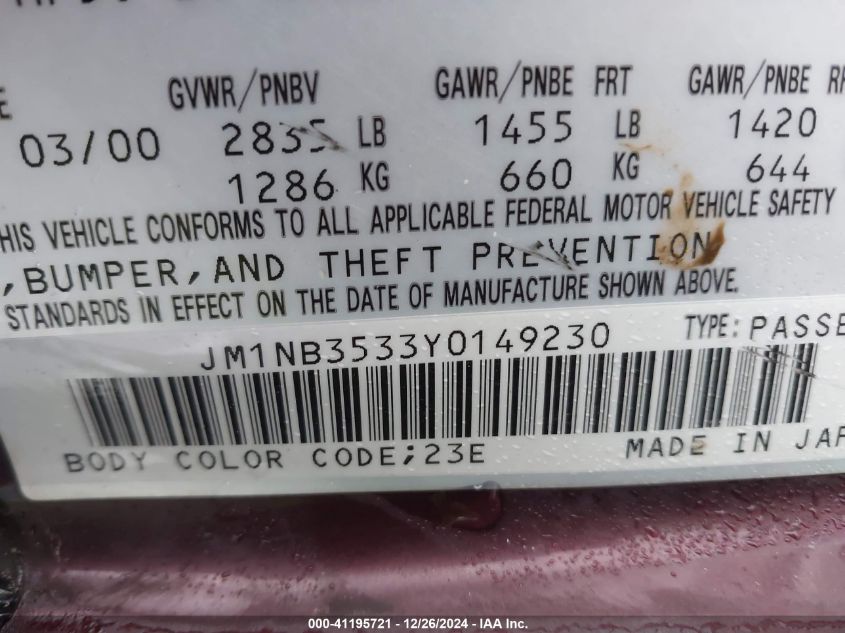 GVWR/PNBV GAWR/PNBE FRT GAWR/PNBE
03/00 2835 LB 1455 LB 1420
1286 KG 660 KG 644
THIS VEHICLE CONFORMS TO ALL APPLICABLE FEDERAL MOTOR VEHICLE SAFETY
,BUMPER,AND THEFT PREVENTION
STANDARDS IN EFFECT ON THE DATE OF MANUFACTURE SHOWN ABOVE.
JM1NB3533Y0149230 TYPE: PASSE
BODY COLOR CODE;23E MADE IN JAP
000-41195721 - 12/26/2024 - IAA Inc.